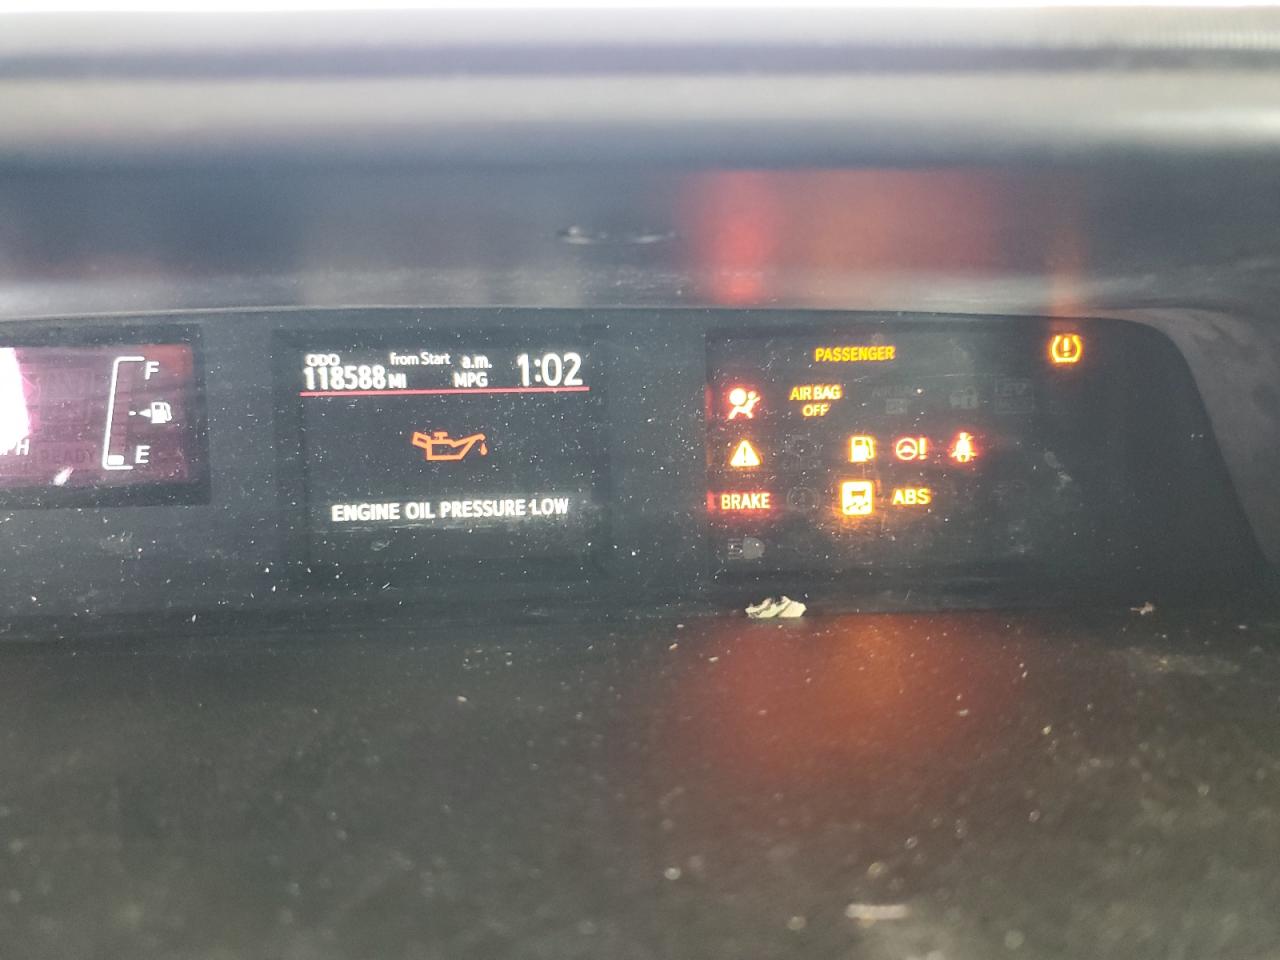 F
E
ODO from Start a.m. 1:02
118588 MI MPG
ENGINE OIL PRESSURE LOW
PASSENGER
AIR BAG
OFF
BRAKE
ABS